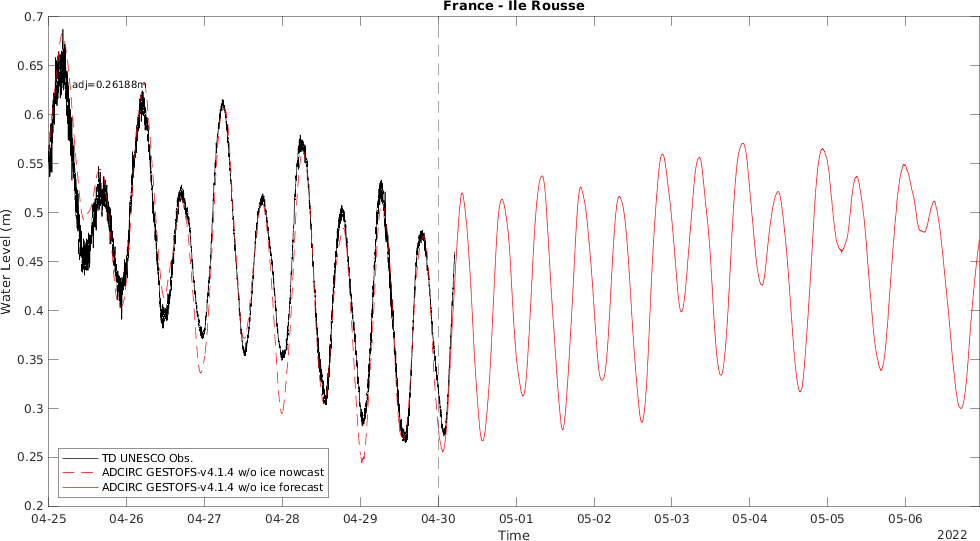 France - Ile Rousse
0.7
0.65
0.6
0.55
0.5
0.45
0.4
0.35
0.3
0.25
0.2
Water Level (m)
adj=0.26188m
TD UNESCO Obs.
ADCIRC GESTOFS-v4.1.4 w/o ice nowcast
ADCIRC GESTOFS-v4.1.4 w/o ice forecast
04-25 04-26 04-27 04-28 04-29 04-30 05-01 05-02 05-03 05-04 05-05 05-06
Time
2022